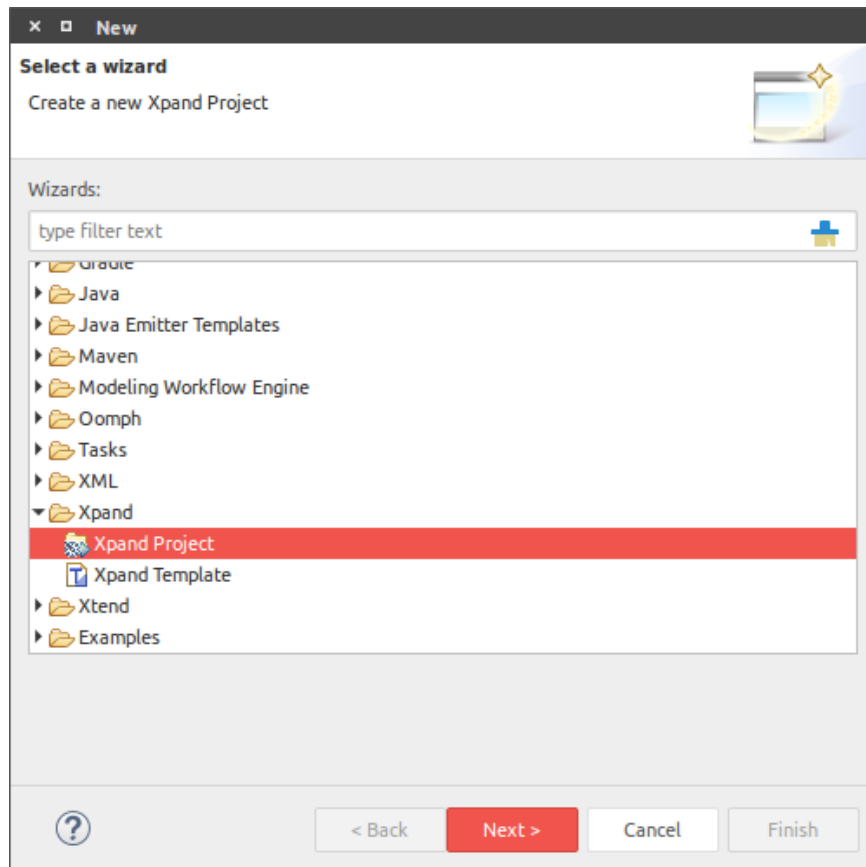 New
Select a wizard
Create a new Xpand Project
Wizards:
type filter text
Gradle
Java
Java Emitter Templates
Maven
Modeling Workflow Engine
Oomph
Tasks
XML
Xpand
Xpand Project
Xpand Template
Xtend
Examples
< Back Next > Cancel Finish